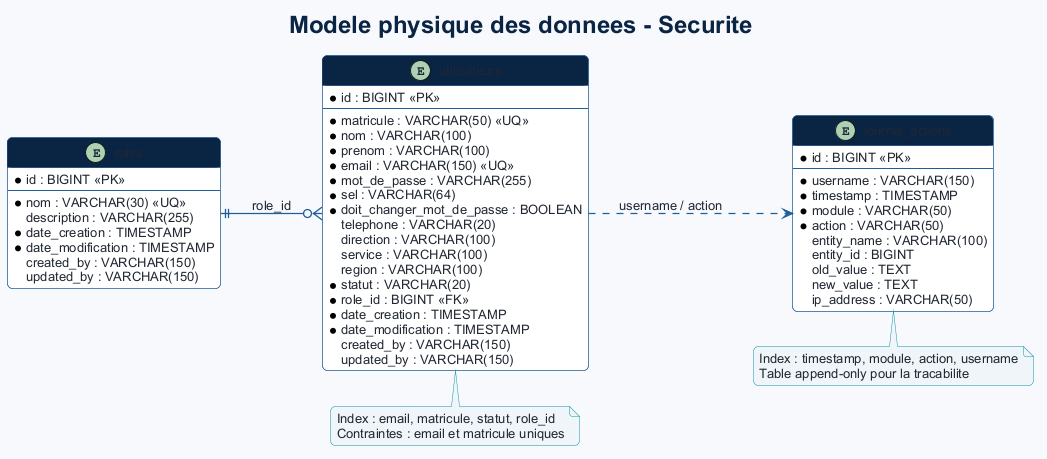 Modele physique des donnees - Securite
E
id : BIGINT «PK»
nom : VARCHAR(30) «UQ»
description : VARCHAR(255)
date_creation : TIMESTAMP
date_modification : TIMESTAMP
created_by : VARCHAR(150)
updated_by : VARCHAR(150)
role_id
E
id : BIGINT «PK»
matricule : VARCHAR(50) «UQ»
nom : VARCHAR(100)
prenom : VARCHAR(100)
email : VARCHAR(150) «UQ»
mot_de_passe : VARCHAR(255)
sel : VARCHAR(64)
doit_changer_mot_de_passe : BOOLEAN
telephone : VARCHAR(20)
direction : VARCHAR(100)
service : VARCHAR(100)
region : VARCHAR(100)
statut : VARCHAR(20)
role_id : BIGINT «FK»
date_creation : TIMESTAMP
date_modification : TIMESTAMP
created_by : VARCHAR(150)
updated_by : VARCHAR(150)
Index : email, matricule, statut, role_id
Contraintes : email et matricule uniques
username / action
E
id : BIGINT «PK»
username : VARCHAR(150)
timestamp : TIMESTAMP
module : VARCHAR(50)
action : VARCHAR(50)
entity_name : VARCHAR(100)
entity_id : BIGINT
old_value : TEXT
new_value : TEXT
ip_address : VARCHAR(50)
Index : timestamp, module, action, username
Table append-only pour la tracabilite